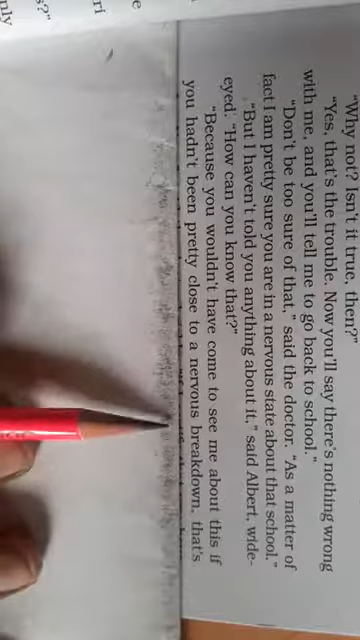 "Why not? Isn't it true, then?"
"Yes, that's the trouble. Now you'll say there's nothing wrong
with me, and you'll tell me to go back to school."
"Don't be too sure of that," said the doctor. "As a matter of
fact I am pretty sure you are in a nervous state about that school."
"But I haven't told you anything about it," said Albert, wide-
eyed. "How can you know that?"
"Because you wouldn't have come to see me about this if
you hadn't been pretty close to a nervous breakdown. that's